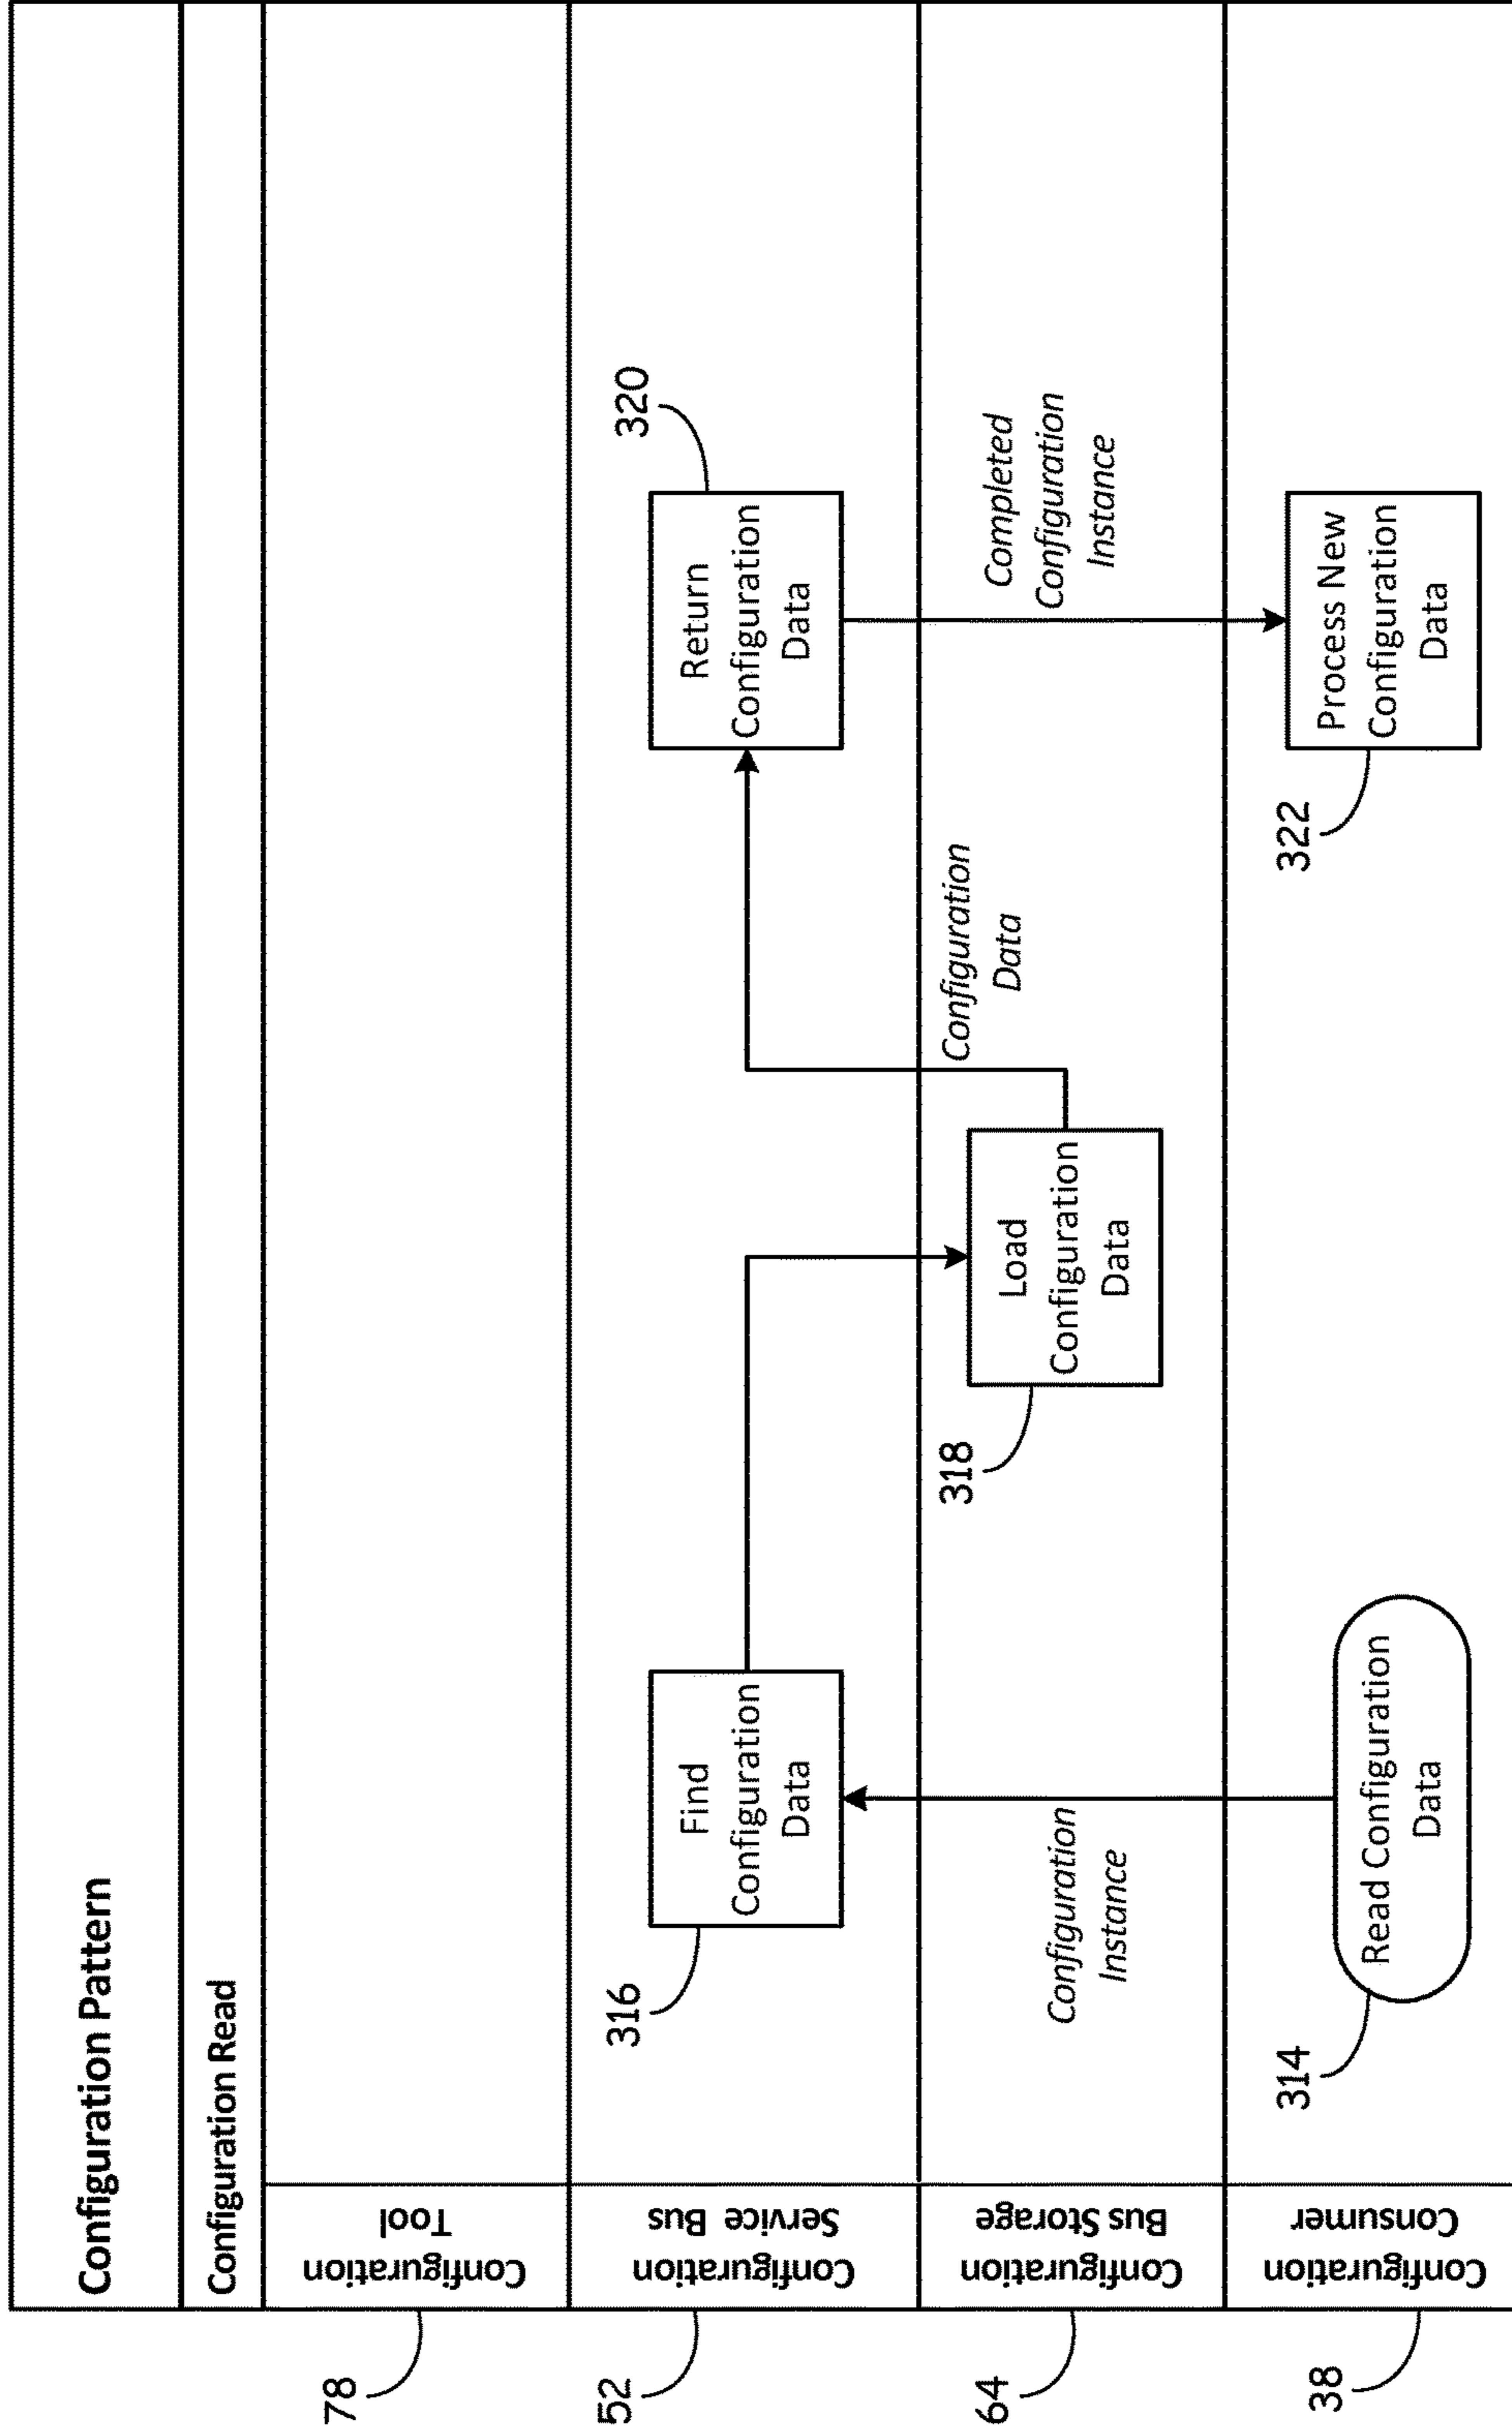 Configuration Pattern
Configuration Read
78
Configuration
Tool
52
Configuration
Service Bus
316
Find
Configuration
Data
320
Return
Configuration
Data
64
Configuration
Bus Storage
Configuration
Instance
318
Load
Configuration
Data
Configuration
Data
Completed
Configuration
Instance
38
Configuration
Consumer
314
Read Configuration
Data
322
Process New
Configuration
Data